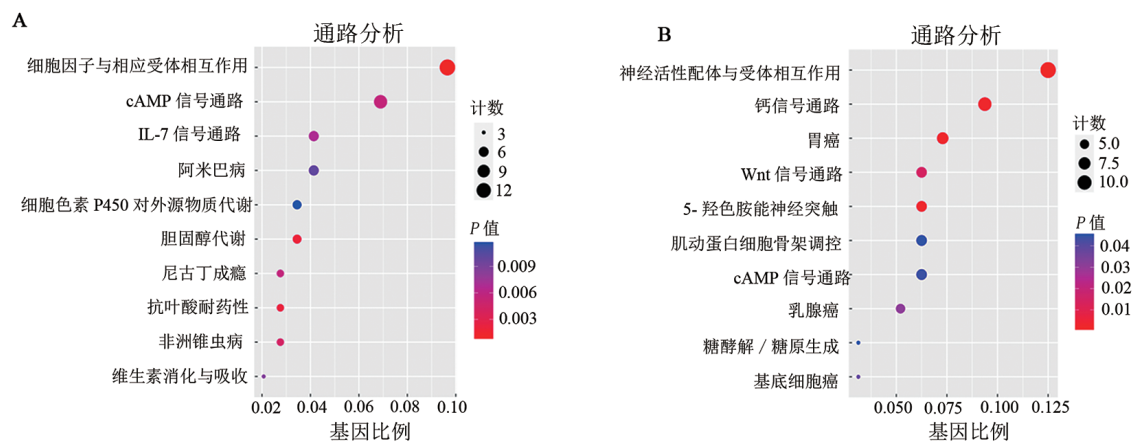 A
通路分析
细胞因子与相应受体相互作用
cAMP 信号通路
IL-7 信号通路
阿米巴病
细胞色素 P450 对外源物质代谢
胆固醇代谢
尼古丁成瘾
抗叶酸耐药性
非洲锥虫病
维生素消化与吸收
0.02 0.04 0.06 0.08 0.10
基因比例
计数
3
6
9
12
P 值
0.009
0.006
0.003
B
通路分析
神经活性配体与受体相互作用
钙信号通路
胃癌
Wnt 信号通路
5- 羟色胺能神经突触
肌动蛋白细胞骨架调控
cAMP 信号通路
乳腺癌
糖酵解 / 糖原生成
基底细胞癌
0.050 0.075 0.100 0.125
基因比例
计数
5.0
7.5
10.0
P 值
0.04
0.03
0.02
0.01